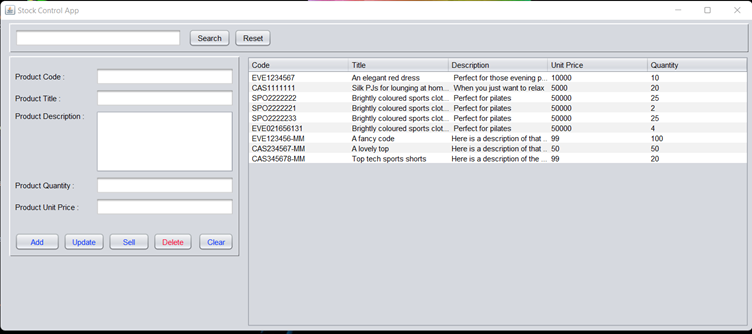 Stock Control App
Search Reset
Product Code :
Product Title :
Product Description :
Product Quantity :
Product Unit Price :
Add Update Sell Delete Clear
Code Title Description Unit Price Quantity
EVE1234567 An elegant red dress Perfect for those evening p... 10000 10
CAS1111111 Silk PJs for lounging at hom... When you just want to relax 5000 20
SPO2222222 Brightly coloured sports clot... Perfect for pilates 50000 25
SPO2222221 Brightly coloured sports clot... Perfect for pilates 50000 2
SPO2222233 Brightly coloured sports clot... Perfect for pilates 50000 25
EVE021656131 Brightly coloured sports clot... Perfect for pilates 50000 4
EVE123456-MM A fancy code Here is a description of that ... 99 100
CAS234567-MM A lovely top Here is a description of that ... 50 50
CAS345678-MM Top tech sports shorts Here is a description of the ... 99 20